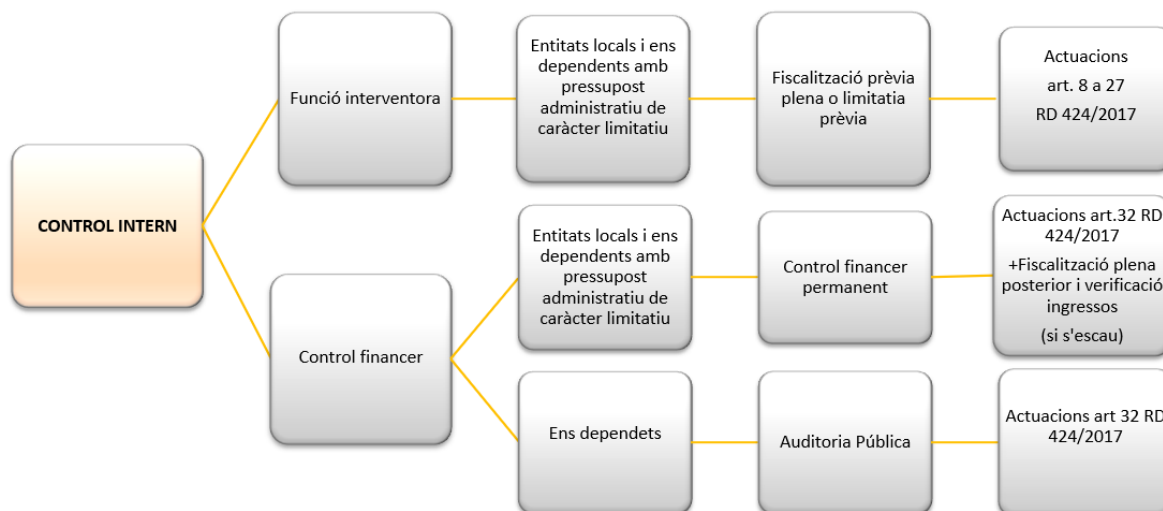 CONTROL INTERN
Funció interventora
Entitats locals i ens
dependents amb
pressupost
administratiu de
caràcter limitatiu
Fiscalització prèvia
plena o limitatia
prèvia
Actuacions
art. 8 a 27
RD 424/2017
Control financer
Entitats locals i ens
dependents amb
pressupost
administratiu de
caràcter limitatiu
Control financer
permanent
Actuacions art.32 RD
424/2017
+Fiscalització plena
posterior i verificació
ingressos
(si s'escau)
Ens dependets
Auditoria Pública
Actuacions art 32 RD
424/2017